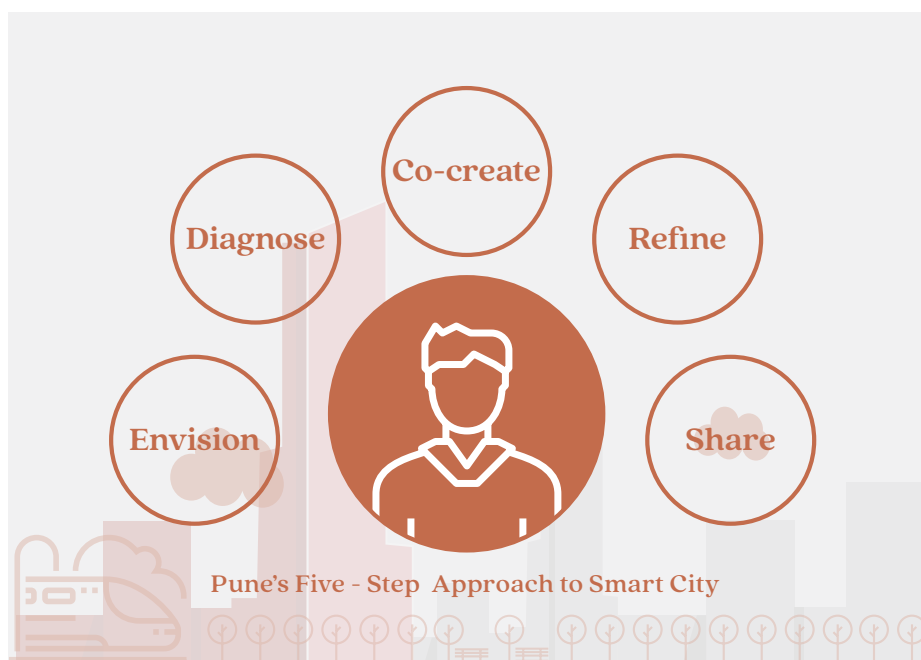 Envision
Diagnose
Co-create
Refine
Share
Pune's Five - Step Approach to Smart City